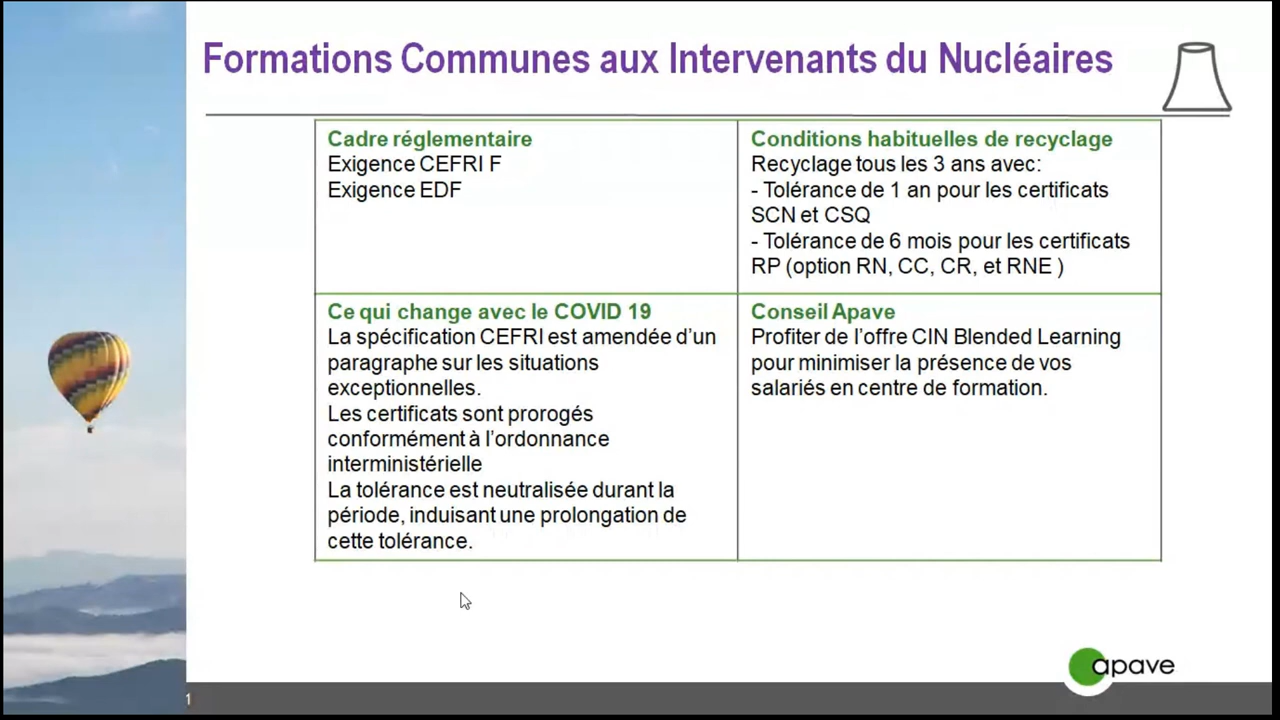 Formations Communes aux Intervenants du Nucléaires
Cadre réglementaire
Exigence CEFRI F
Exigence EDF
Conditions habituelles de recyclage
Recyclage tous les 3 ans avec:
- Tolérance de 1 an pour les certificats
SCN et CSQ
- Tolérance de 6 mois pour les certificats
RP (option RN, CC, CR, et RNE )
Ce qui change avec le COVID 19
La spécification CEFRI est amendée d’un
paragraphe sur les situations
exceptionnelles.
Les certificats sont prorogés
conformément à l’ordonnance
interministérielle
La tolérance est neutralisée durant la
période, induisant une prolongation de
cette tolérance.
Conseil Apave
Profiter de l’offre CIN Blended Learning
pour minimiser la présence de vos
salariés en centre de formation.
apave
1